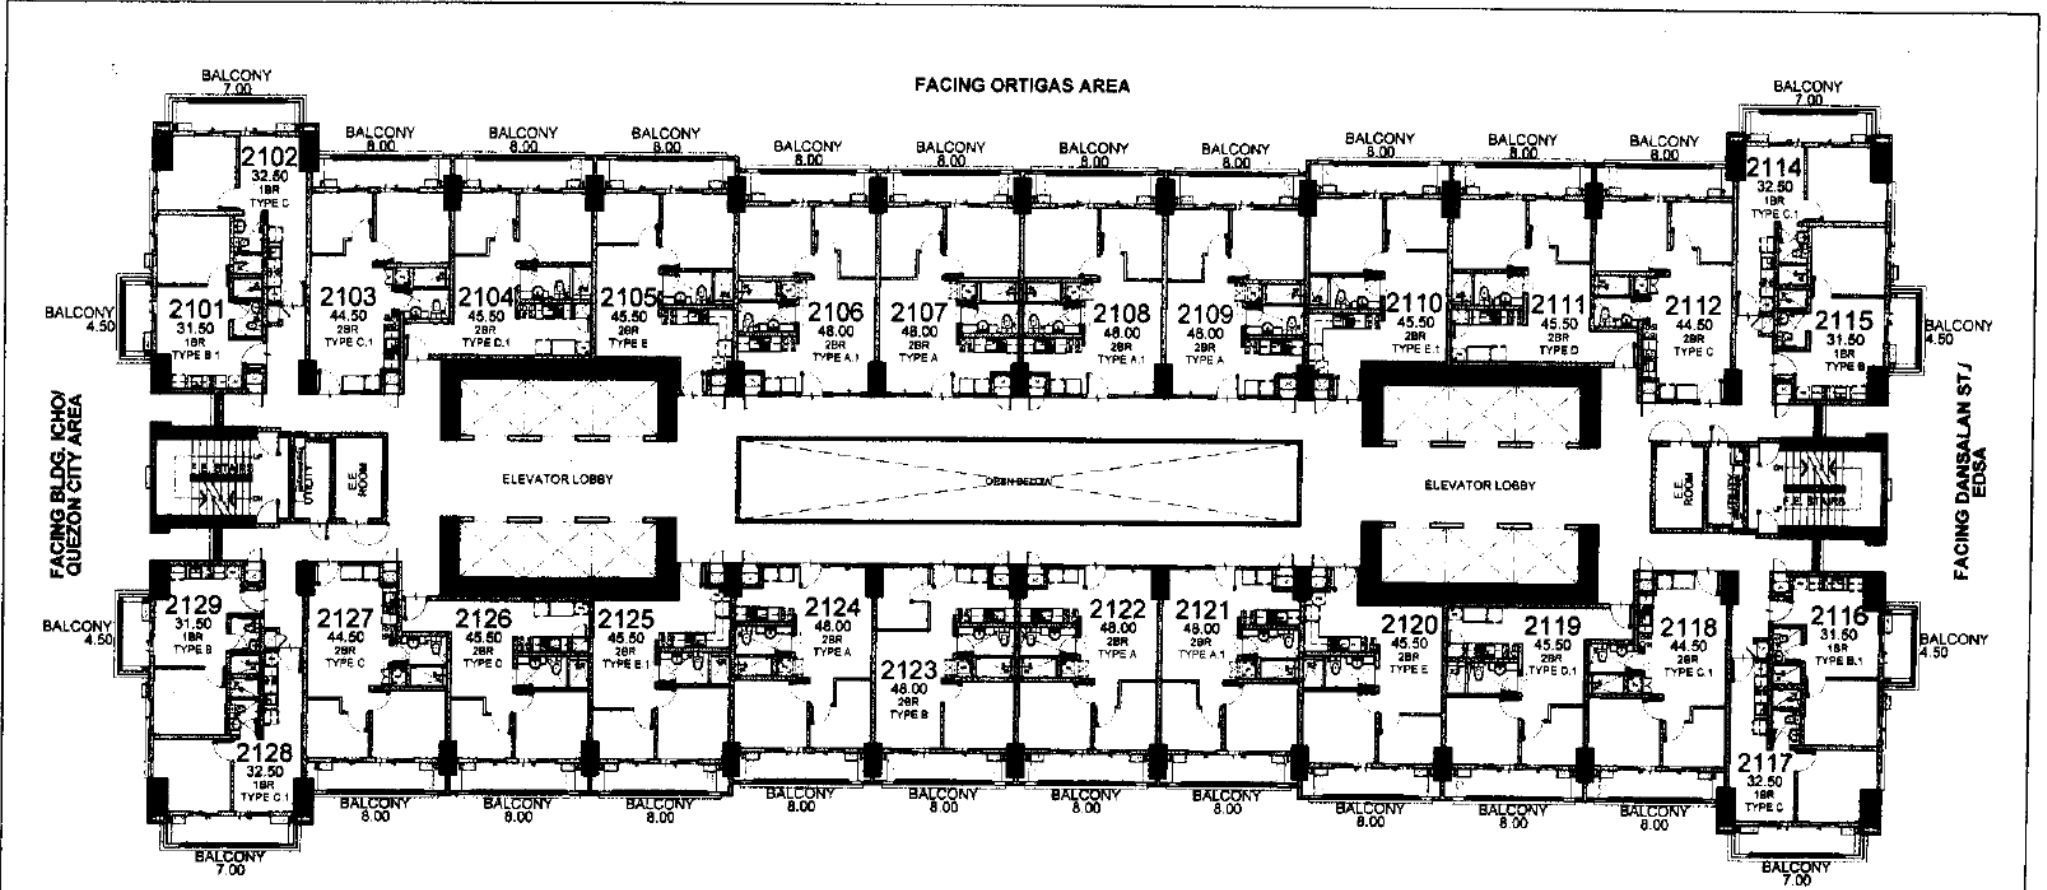 FACING ORTIGAS AREA
BALCONY
7.00
BALCONY
8.00
BALCONY
8.00
BALCONY
8.00
BALCONY
8.00
BALCONY
8.00
BALCONY
8.00
BALCONY
8.00
BALCONY
8.00
BALCONY
8.00
BALCONY
8.00
BALCONY
7.00
2102
32.50
1BR
TYPE C
2101
31.50
1BR
TYPE B.1
BALCONY
4.50
2103
44.50
2BR
TYPE C.1
2104
45.50
2BR
TYPE D.1
2105
45.50
2BR
TYPE E
2106
48.00
2BR
TYPE A.1
2107
48.00
2BR
TYPE A
2108
48.00
2BR
TYPE A.1
2109
48.00
2BR
TYPE A
2110
45.50
2BR
TYPE E.1
2111
45.50
2BR
TYPE D
2112
44.50
2BR
TYPE C
2114
32.50
1BR
TYPE C.1
2115
31.50
1BR
TYPE B
BALCONY
4.50
FACING BLDG. ICHO/
QUEZON CITY AREA
F.E. STAIRS
UP
DN
UTILITY
E.E.
ROOM
ELEVATOR LOBBY
ELEVATOR LOBBY
E.E.
ROOM
F.E. STAIRS
DN
UP
FACING DANSALAN ST./
EDSA
2129
31.50
1BR
TYPE B
BALCONY
4.50
2128
32.50
1BR
TYPE C.1
2127
44.50
2BR
TYPE C
2126
45.50
2BR
TYPE D
2125
45.50
2BR
TYPE E.1
2124
48.00
2BR
TYPE A
2123
48.00
2BR
TYPE B
2122
48.00
2BR
TYPE A
2121
48.00
2BR
TYPE A.1
2120
45.50
2BR
TYPE E
2119
45.50
2BR
TYPE D.1
2118
44.50
2BR
TYPE C.1
2116
31.50
1BR
TYPE B.1
BALCONY
4.50
2117
32.50
1BR
TYPE C
BALCONY
7.00
BALCONY
8.00
BALCONY
8.00
BALCONY
8.00
BALCONY
8.00
BALCONY
8.00
BALCONY
8.00
BALCONY
8.00
BALCONY
8.00
BALCONY
8.00
BALCONY
8.00
BALCONY
7.00